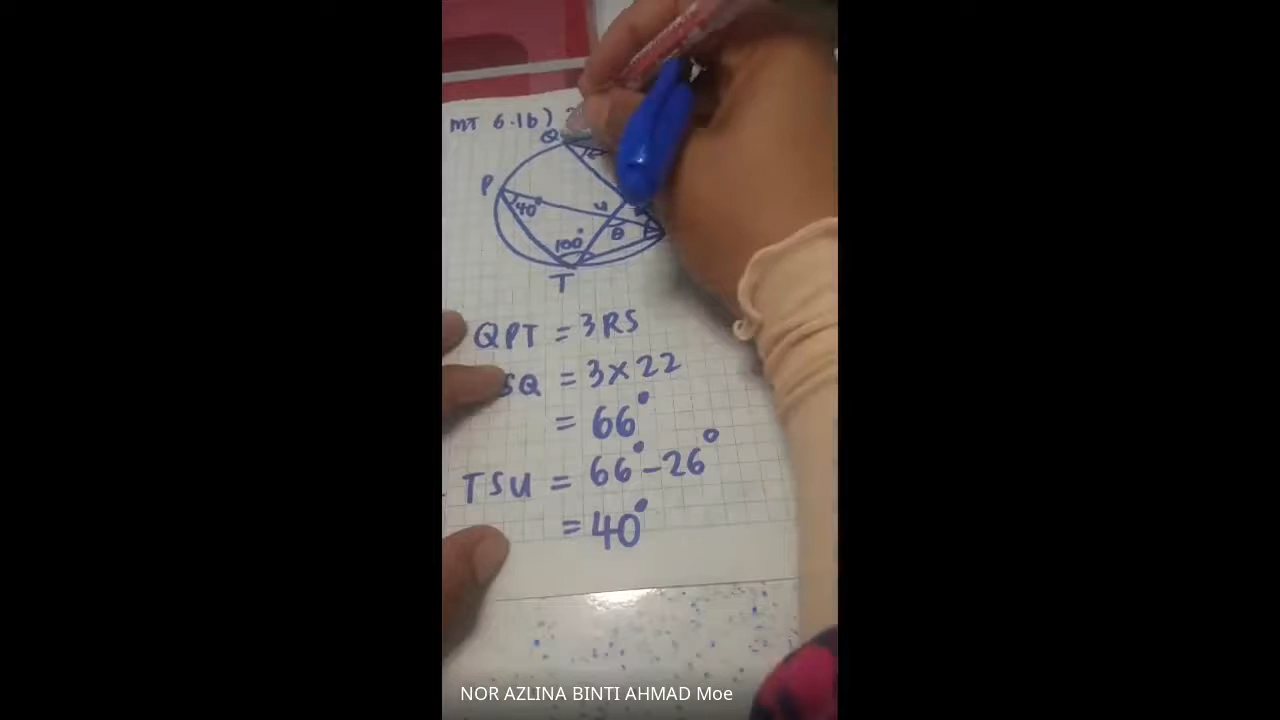 MT 6.1b)
Q
P
40°
U
θ
100°
T
QPT = 3RS
SQ = 3×22
= 66°
TSU = 66°-26°
= 40°
NOR AZLINA BINTI AHMAD Moe